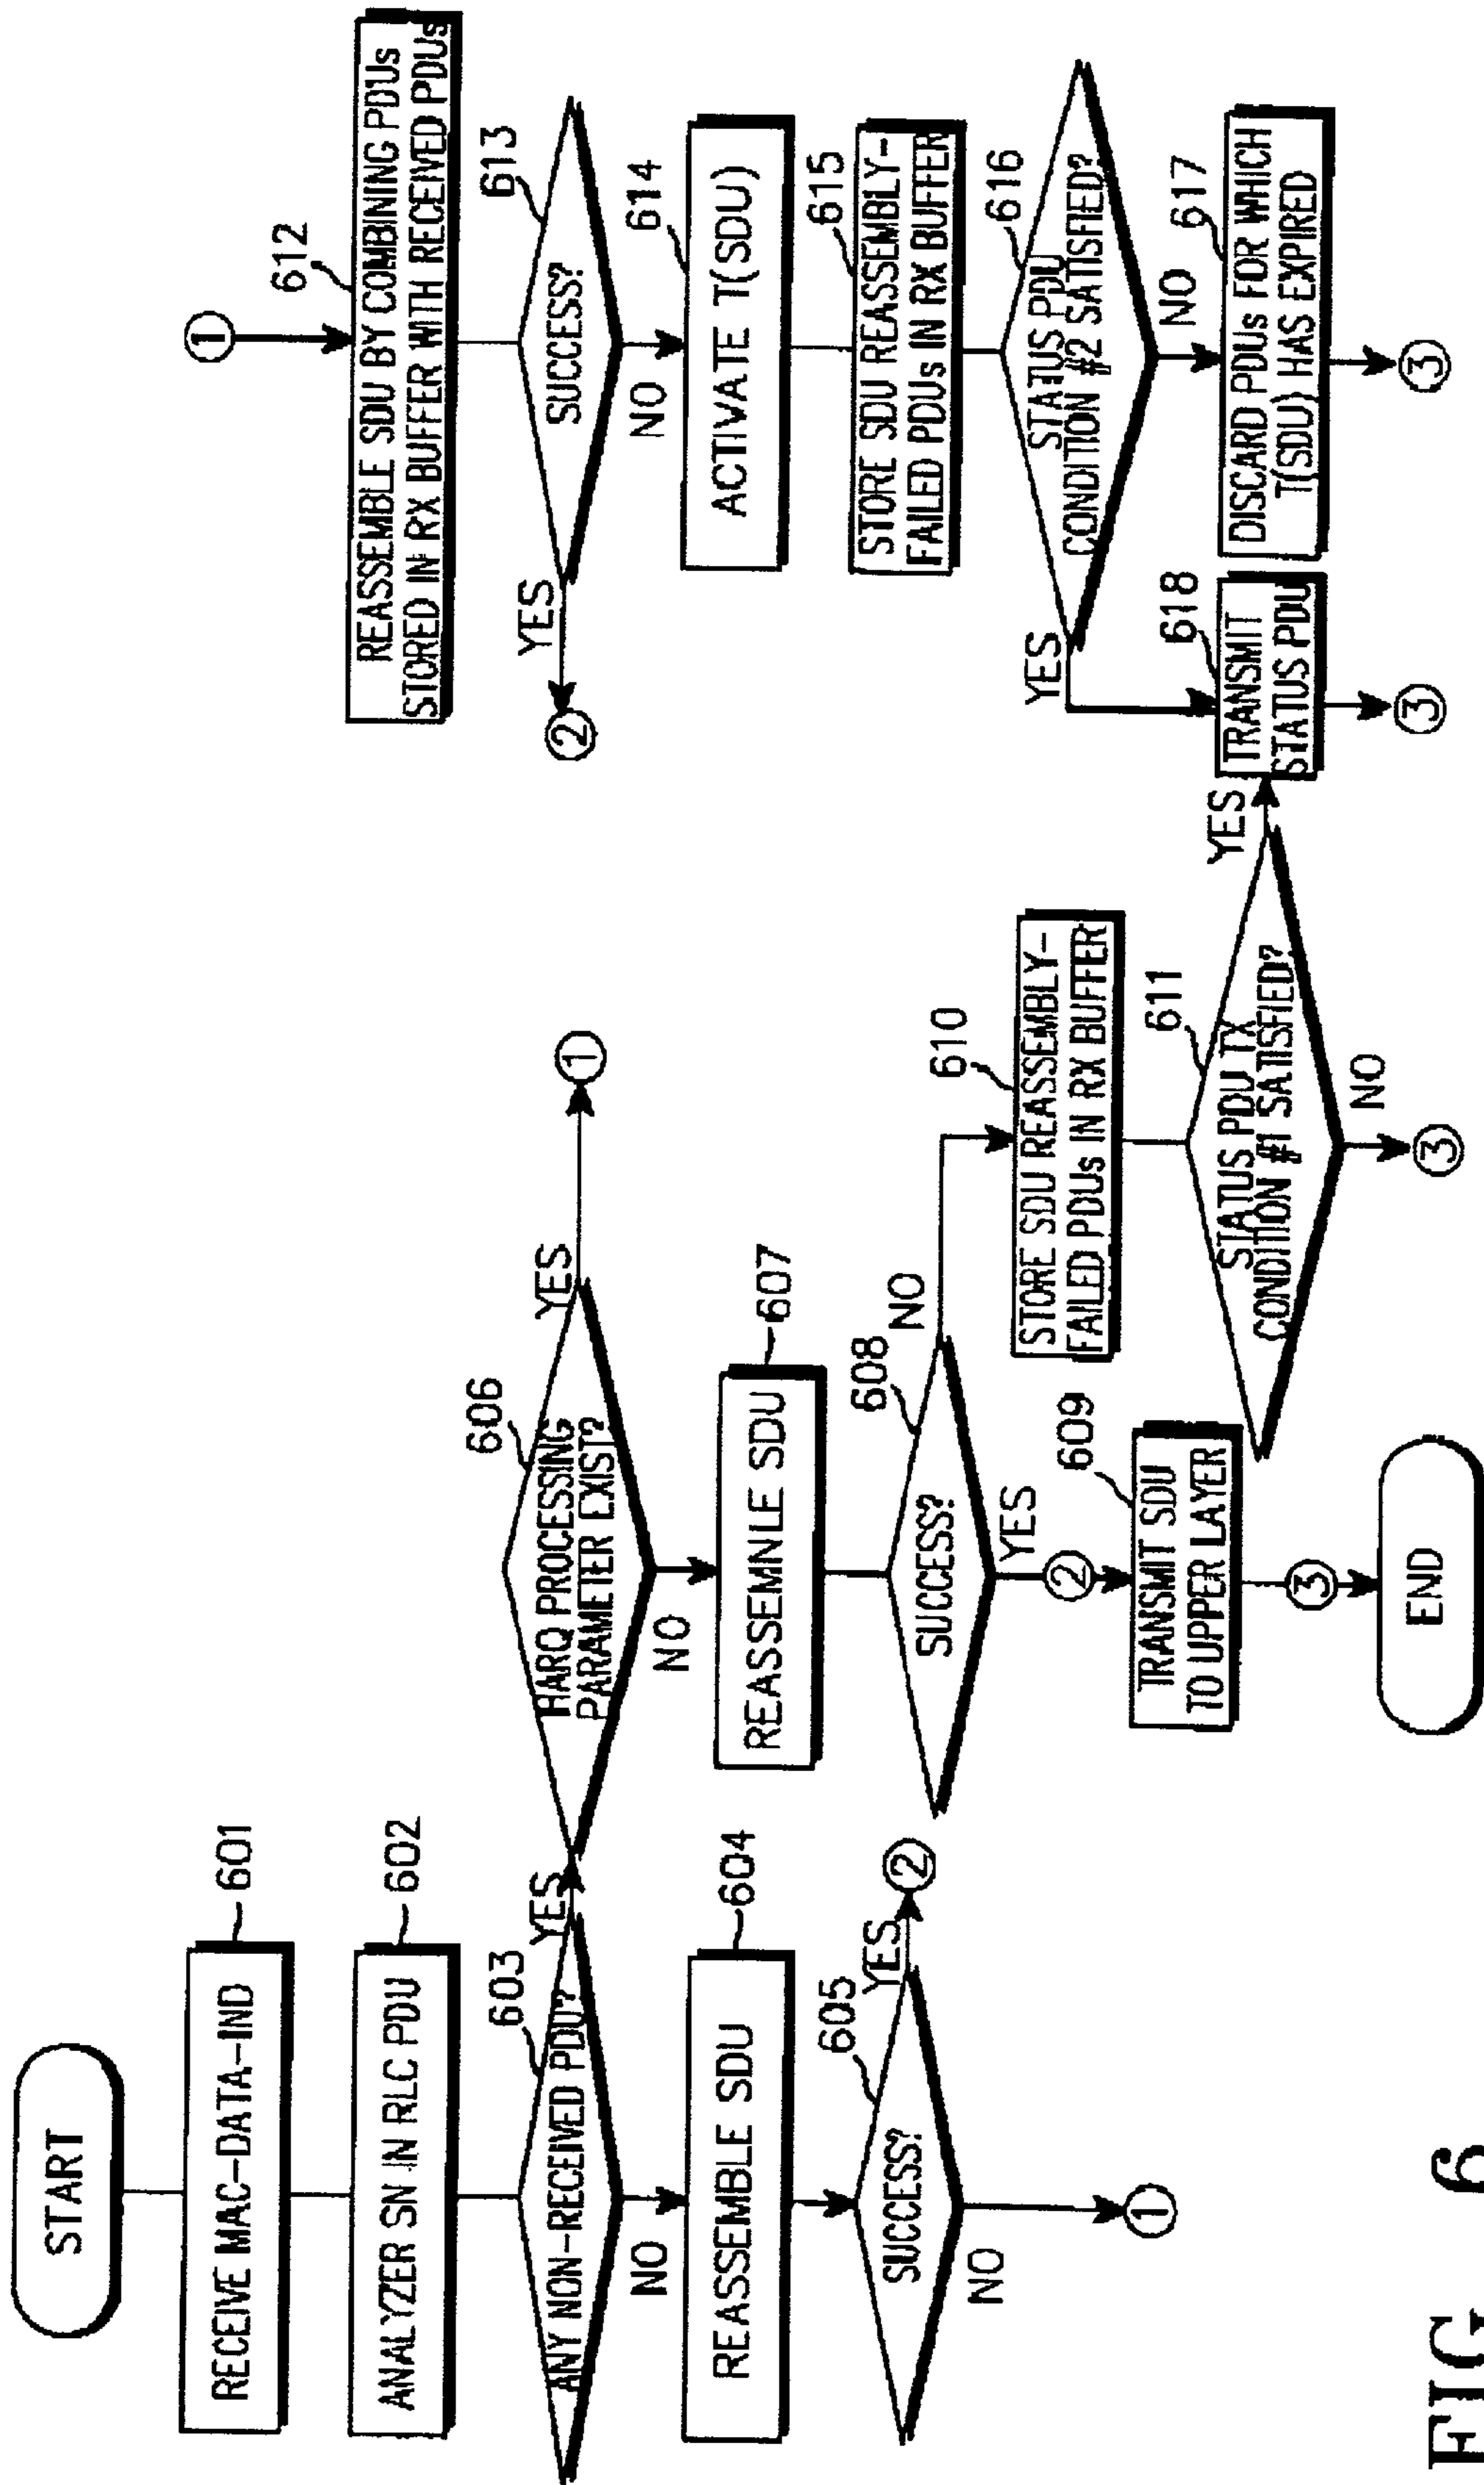 START
RECEIVE MAC-DATA-IND
601
ANALYZER SN IN RLC PDU
602
ANY NON-RECEIVED PDU?
603
YES
NO
REASSEMBLE SDU
604
SUCCESS?
605
YES
②
NO
①
HARQ PROCESSING
PARAMETER EXIST?
606
YES
①
NO
REASSEMNLE SDU
607
SUCCESS?
608
NO
YES
②
TRANSMIT SDU
TO UPPER LAYER
609
③
END
STORE SDU REASSEMBLY-
FAILED PDUs IN RX BUFFER
610
STATUS PDU TX
CONDITION #1 SATISFIED?
611
YES
NO
③
①
REASSEMBLE SDU BY COMBINING PDUs
STORED IN RX BUFFER WITH RECEIVED PDUs
612
SUCCESS?
613
YES
②
NO
ACTIVATE T(SDU)
614
STORE SDU REASSEMBLY-
FAILED PDUs IN RX BUFFER
615
STATUS PDU
CONDITION #2 SATISFIED?
616
YES
NO
TRANSMIT
STATUS PDU
618
③
DISCARD PDUs FOR WHICH
T(SDU) HAS EXPIRED
617
③
FIG. 6